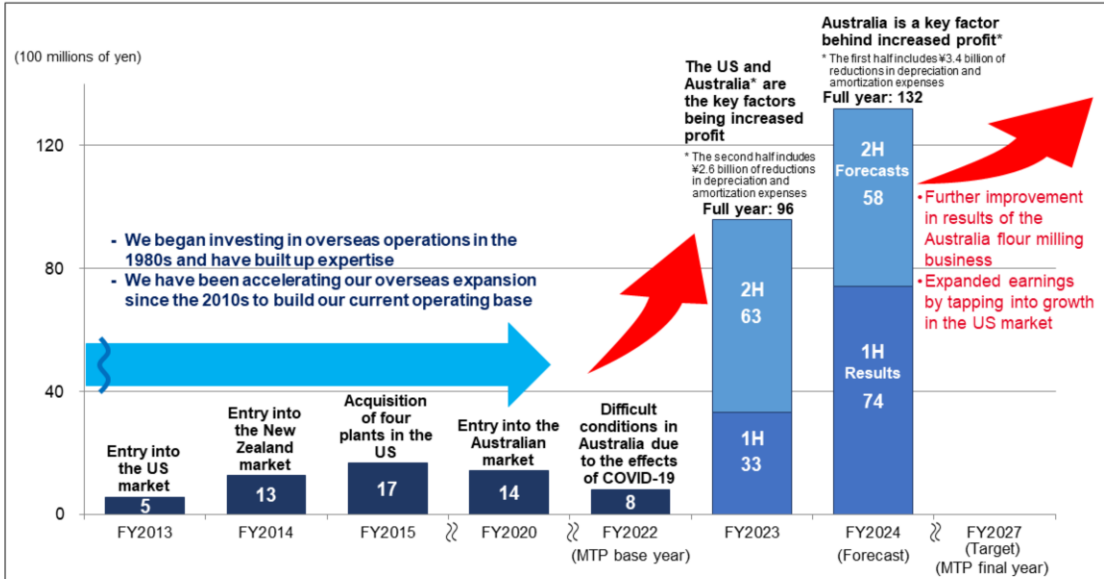 (100 millions of yen)
120
80
40
0
- We began investing in overseas operations in the
1980s and have built up expertise
- We have been accelerating our overseas expansion
since the 2010s to build our current operating base
Entry into
the US
market
5
FY2013
Entry into
the New
Zealand
market
13
FY2014
Acquisition
of four
plants in the
US
17
FY2015
Entry into the
Australian
market
14
FY2020
Difficult
conditions in
Australia due
to the effects
of COVID-19
8
FY2022
(MTP base year)
The US and
Australia* are
the key factors
being increased
profit
* The second half includes
¥2.6 billion of reductions
in depreciation and
amortization expenses
Full year: 96
2H
63
1H
33
FY2023
Australia is a key factor
behind increased profit*
* The first half includes ¥3.4 billion of
reductions in depreciation and
amortization expenses
Full year: 132
2H
Forecasts
58
1H
Results
74
FY2024
(Forecast)
•Further improvement
in results of the
Australia flour milling
business
•Expanded earnings
by tapping into growth
in the US market
FY2027
(Target)
(MTP final year)